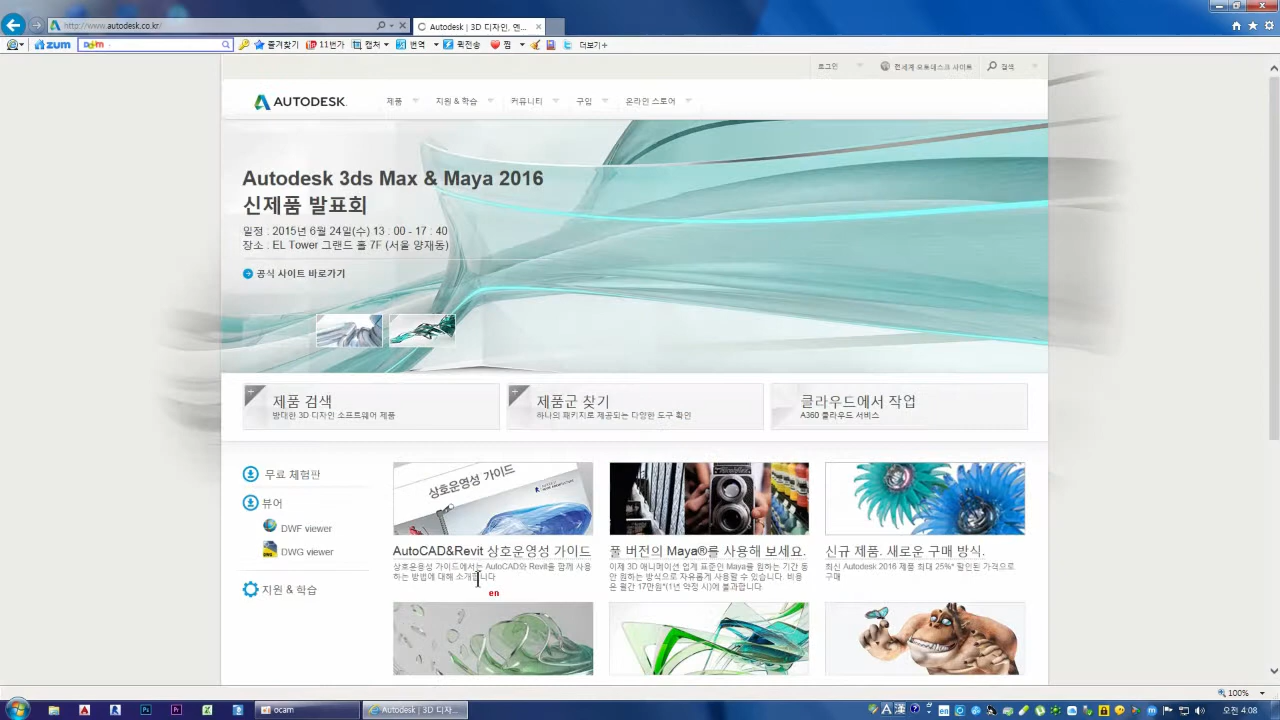 http://www.autodesk.co.kr/
Autodesk | 3D 디자인, 엔...
zum
즐겨찾기
11번가
캡처
번역
퀵전송
찜
더보기+
로그인
전세계 오토데스크 사이트
검색
AUTODESK.
제품
지원 & 학습
커뮤니티
구입
온라인 스토어
Autodesk 3ds Max & Maya 2016
신제품 발표회
일정 : 2015년 6월 24일(수) 13 : 00 - 17 : 40
장소 : EL Tower 그랜드 홀 7F (서울 양재동)
공식 사이트 바로가기
제품 검색
방대한 3D 디자인 소프트웨어 제품
제품군 찾기
하나의 패키지로 제공되는 다양한 도구 확인
클라우드에서 작업
A360 클라우드 서비스
무료 체험판
뷰어
DWF viewer
DWG viewer
지원 & 학습
상호운영성 가이드
AutoCAD&Revit 상호운영성 가이드
상호운용성 가이드에서는 AutoCAD와 Revit을 함께 사용
하는 방법에 대해 소개합니다
en
풀 버전의 Maya®를 사용해 보세요.
이제 3D 애니메이션 업계 표준인 Maya를 원하는 기간 동
안 원하는 방식으로 자유롭게 사용할 수 있습니다. 비용
은 월간 17만원*(1년 약정 시)에 불과합니다.
신규 제품. 새로운 구매 방식.
최신 Autodesk 2016 제품 최대 25%* 할인된 가격으로
구매
100%
ocam
Autodesk | 3D 디자...
오전 4:08